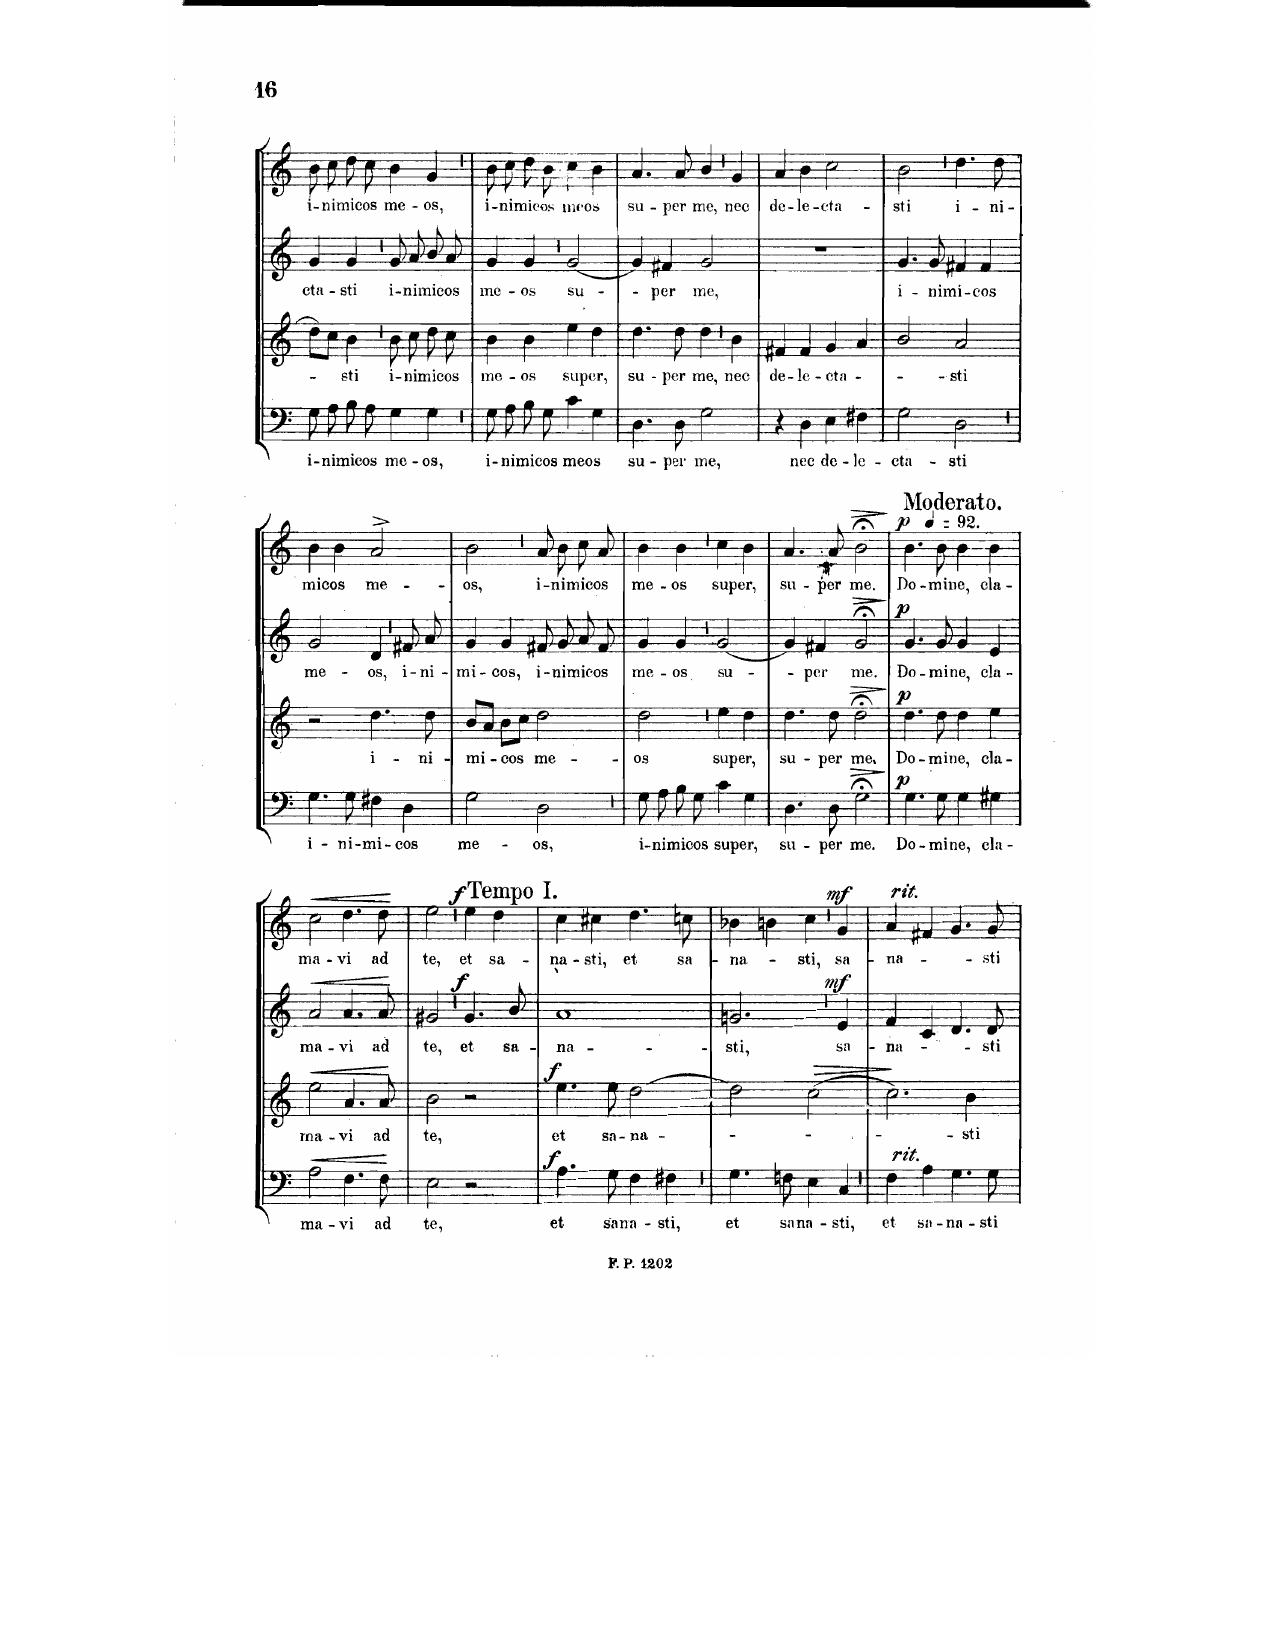 16
i-nimicos me - os, i-nimicos meos su - per me, nec de-le-cta - sti i - ni-
cta - sti i-nimicos me - os su - - per me, i - nimi-cos
- sti i-nimicos me - os super, su - per me, nec de-le-cta - - - sti
i-nimicos me - os, i-nimicos meos su - per me, nec de-le - cta - sti
Moderato.
p = 92.
micos me - - os, i-nimicos me - os super, su - per me. Do-mine, cla-
p
me - os, i-ni-mi-cos, i-nimicos me - os su - - per me. Do-mine, cla-
p
i - ni-mi-cos me - - os super, su - per me. Do-mine, cla-
p
i - ni-mi-cos me - os, i-nimicos super, su - per me. Do-mine, cla-
f Tempo I. mf rit.
ma - vi ad te, et sa - na - sti, et sa - na - sti, sa - na - - sti
f mf
ma - vi ad te, et sa - na - - - sti, sa - na - - sti
f
ma - vi ad te, et sa - na - - - - - sti
f rit.
ma - vi ad te, et sana - sti, et sana - sti, et sa - na - sti
F. P. 1202